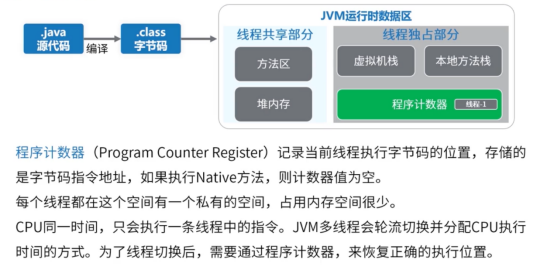 JVM运行时数据区
.java
源代码
编译
.class
字节码
线程共享部分
方法区
堆内存
线程独占部分
虚拟机栈
本地方法栈
程序计数器
线程-1
程序计数器（Program Counter Register）记录当前线程执行字节码的位置，存储的
是字节码指令地址，如果执行Native方法，则计数器值为空。
每个线程都在这个空间有一个私有的空间，占用内存空间很少。
CPU同一时间，只会执行一条线程中的指令。JVM多线程会轮流切换并分配CPU执行
时间的方式。为了线程切换后，需要通过程序计数器，来恢复正确的执行位置。